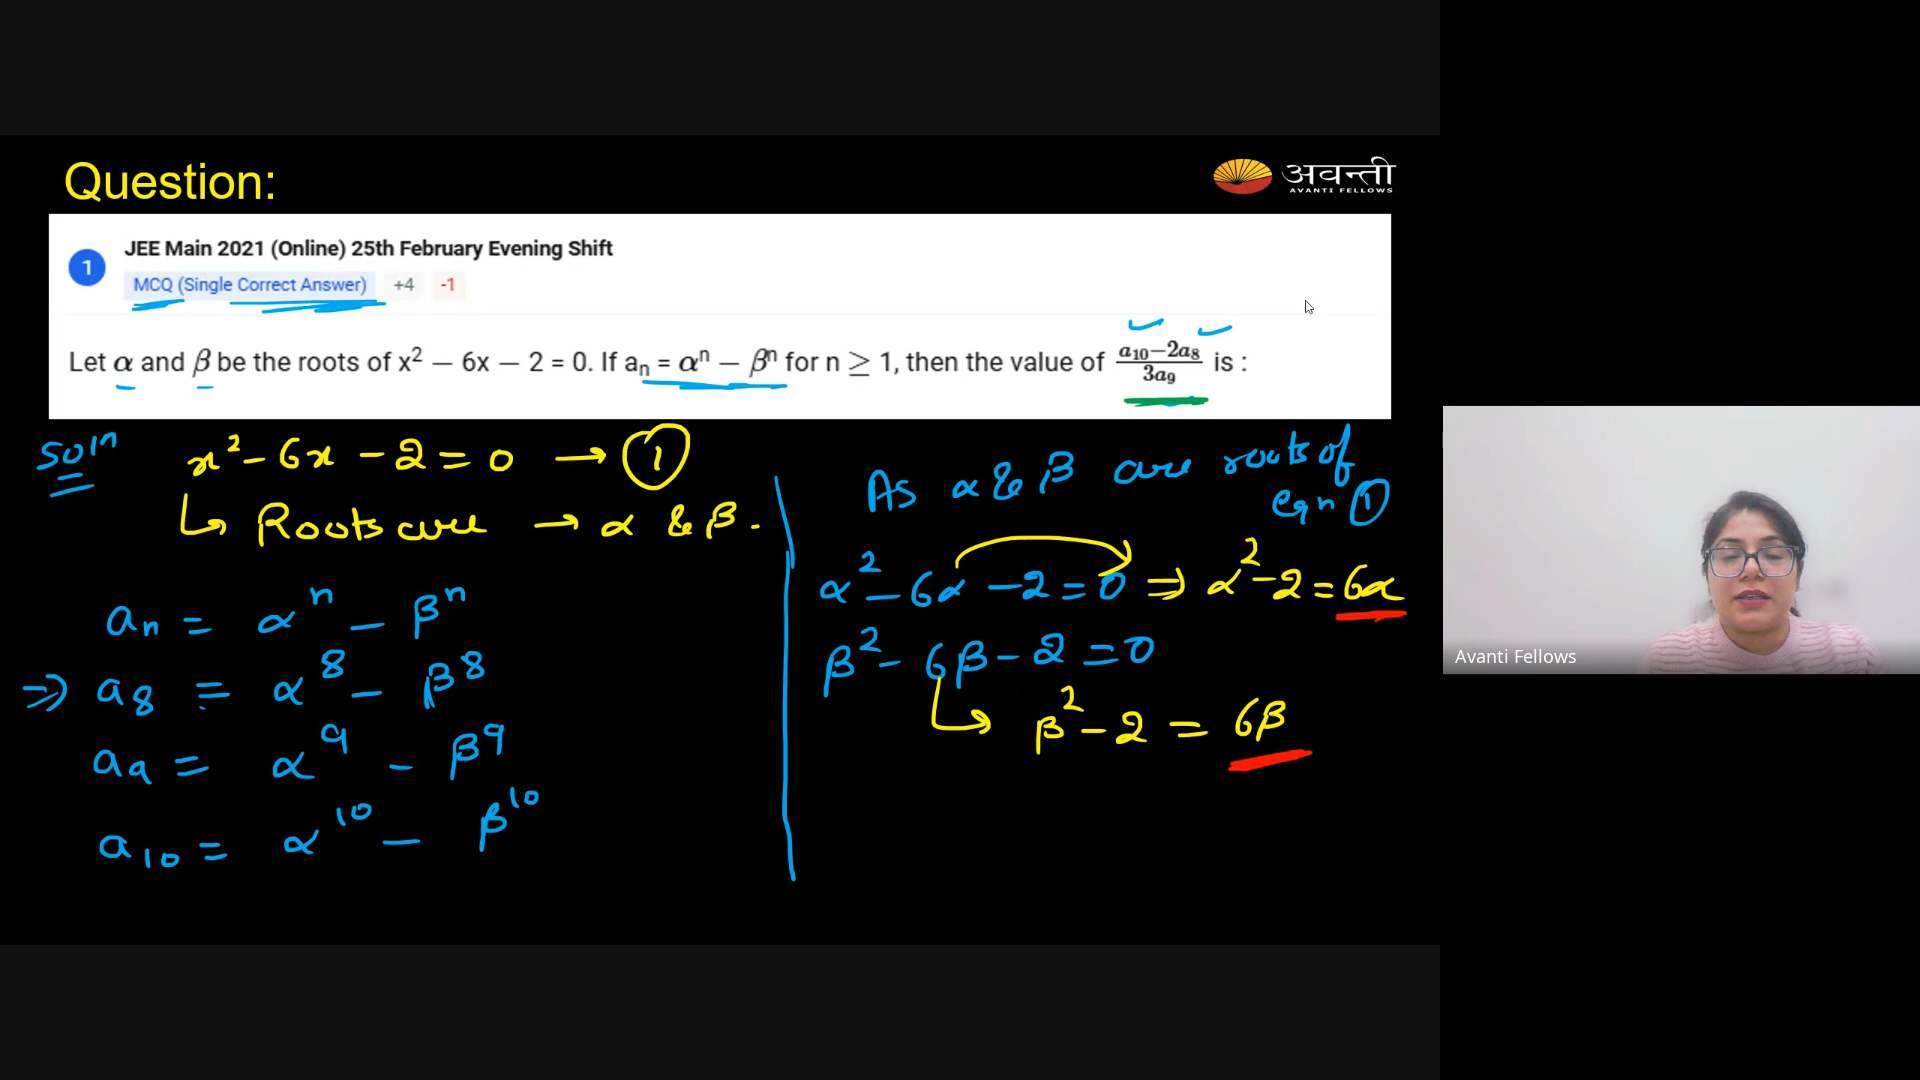 Question:
अवन्ती
AVANTI FELLOWS
1
JEE Main 2021 (Online) 25th February Evening Shift
MCQ (Single Correct Answer) +4 -1
Let α and β be the roots of x² − 6x − 2 = 0. If aₙ = αⁿ − βⁿ for n ≥ 1, then the value of (a₁₀−2a₈)/(3a₉) is :
Solⁿ
x² − 6x − 2 = 0 → ①
↳ Roots are → α & β.
aₙ = αⁿ − βⁿ
⇒ a₈ = α⁸ − β⁸
a₉ = α⁹ − β⁹
a₁₀ = α¹⁰ − β¹⁰
As α & β are roots of
eqn ①
α² − 6α − 2 = 0 ⇒ α² − 2 = 6α
β² − 6β − 2 = 0
↳ β² − 2 = 6β
Avanti Fellows